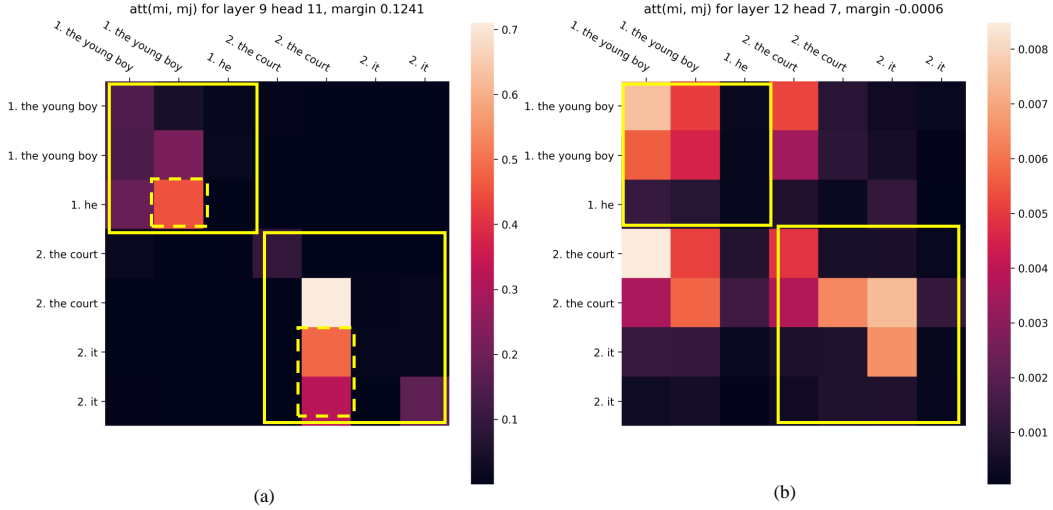 att(mi, mj) for layer 9 head 11, margin 0.1241
1. the young boy
1. the young boy
1. he
2. the court
2. the court
2. it
2. it
1. the young boy
1. the young boy
1. he
2. the court
2. the court
2. it
2. it
0.7
0.6
0.5
0.4
0.3
0.2
0.1
(a)
att(mi, mj) for layer 12 head 7, margin -0.0006
1. the young boy
1. the young boy
1. he
2. the court
2. the court
2. it
2. it
1. the young boy
1. the young boy
1. he
2. the court
2. the court
2. it
2. it
0.008
0.007
0.006
0.005
0.004
0.003
0.002
0.001
(b)